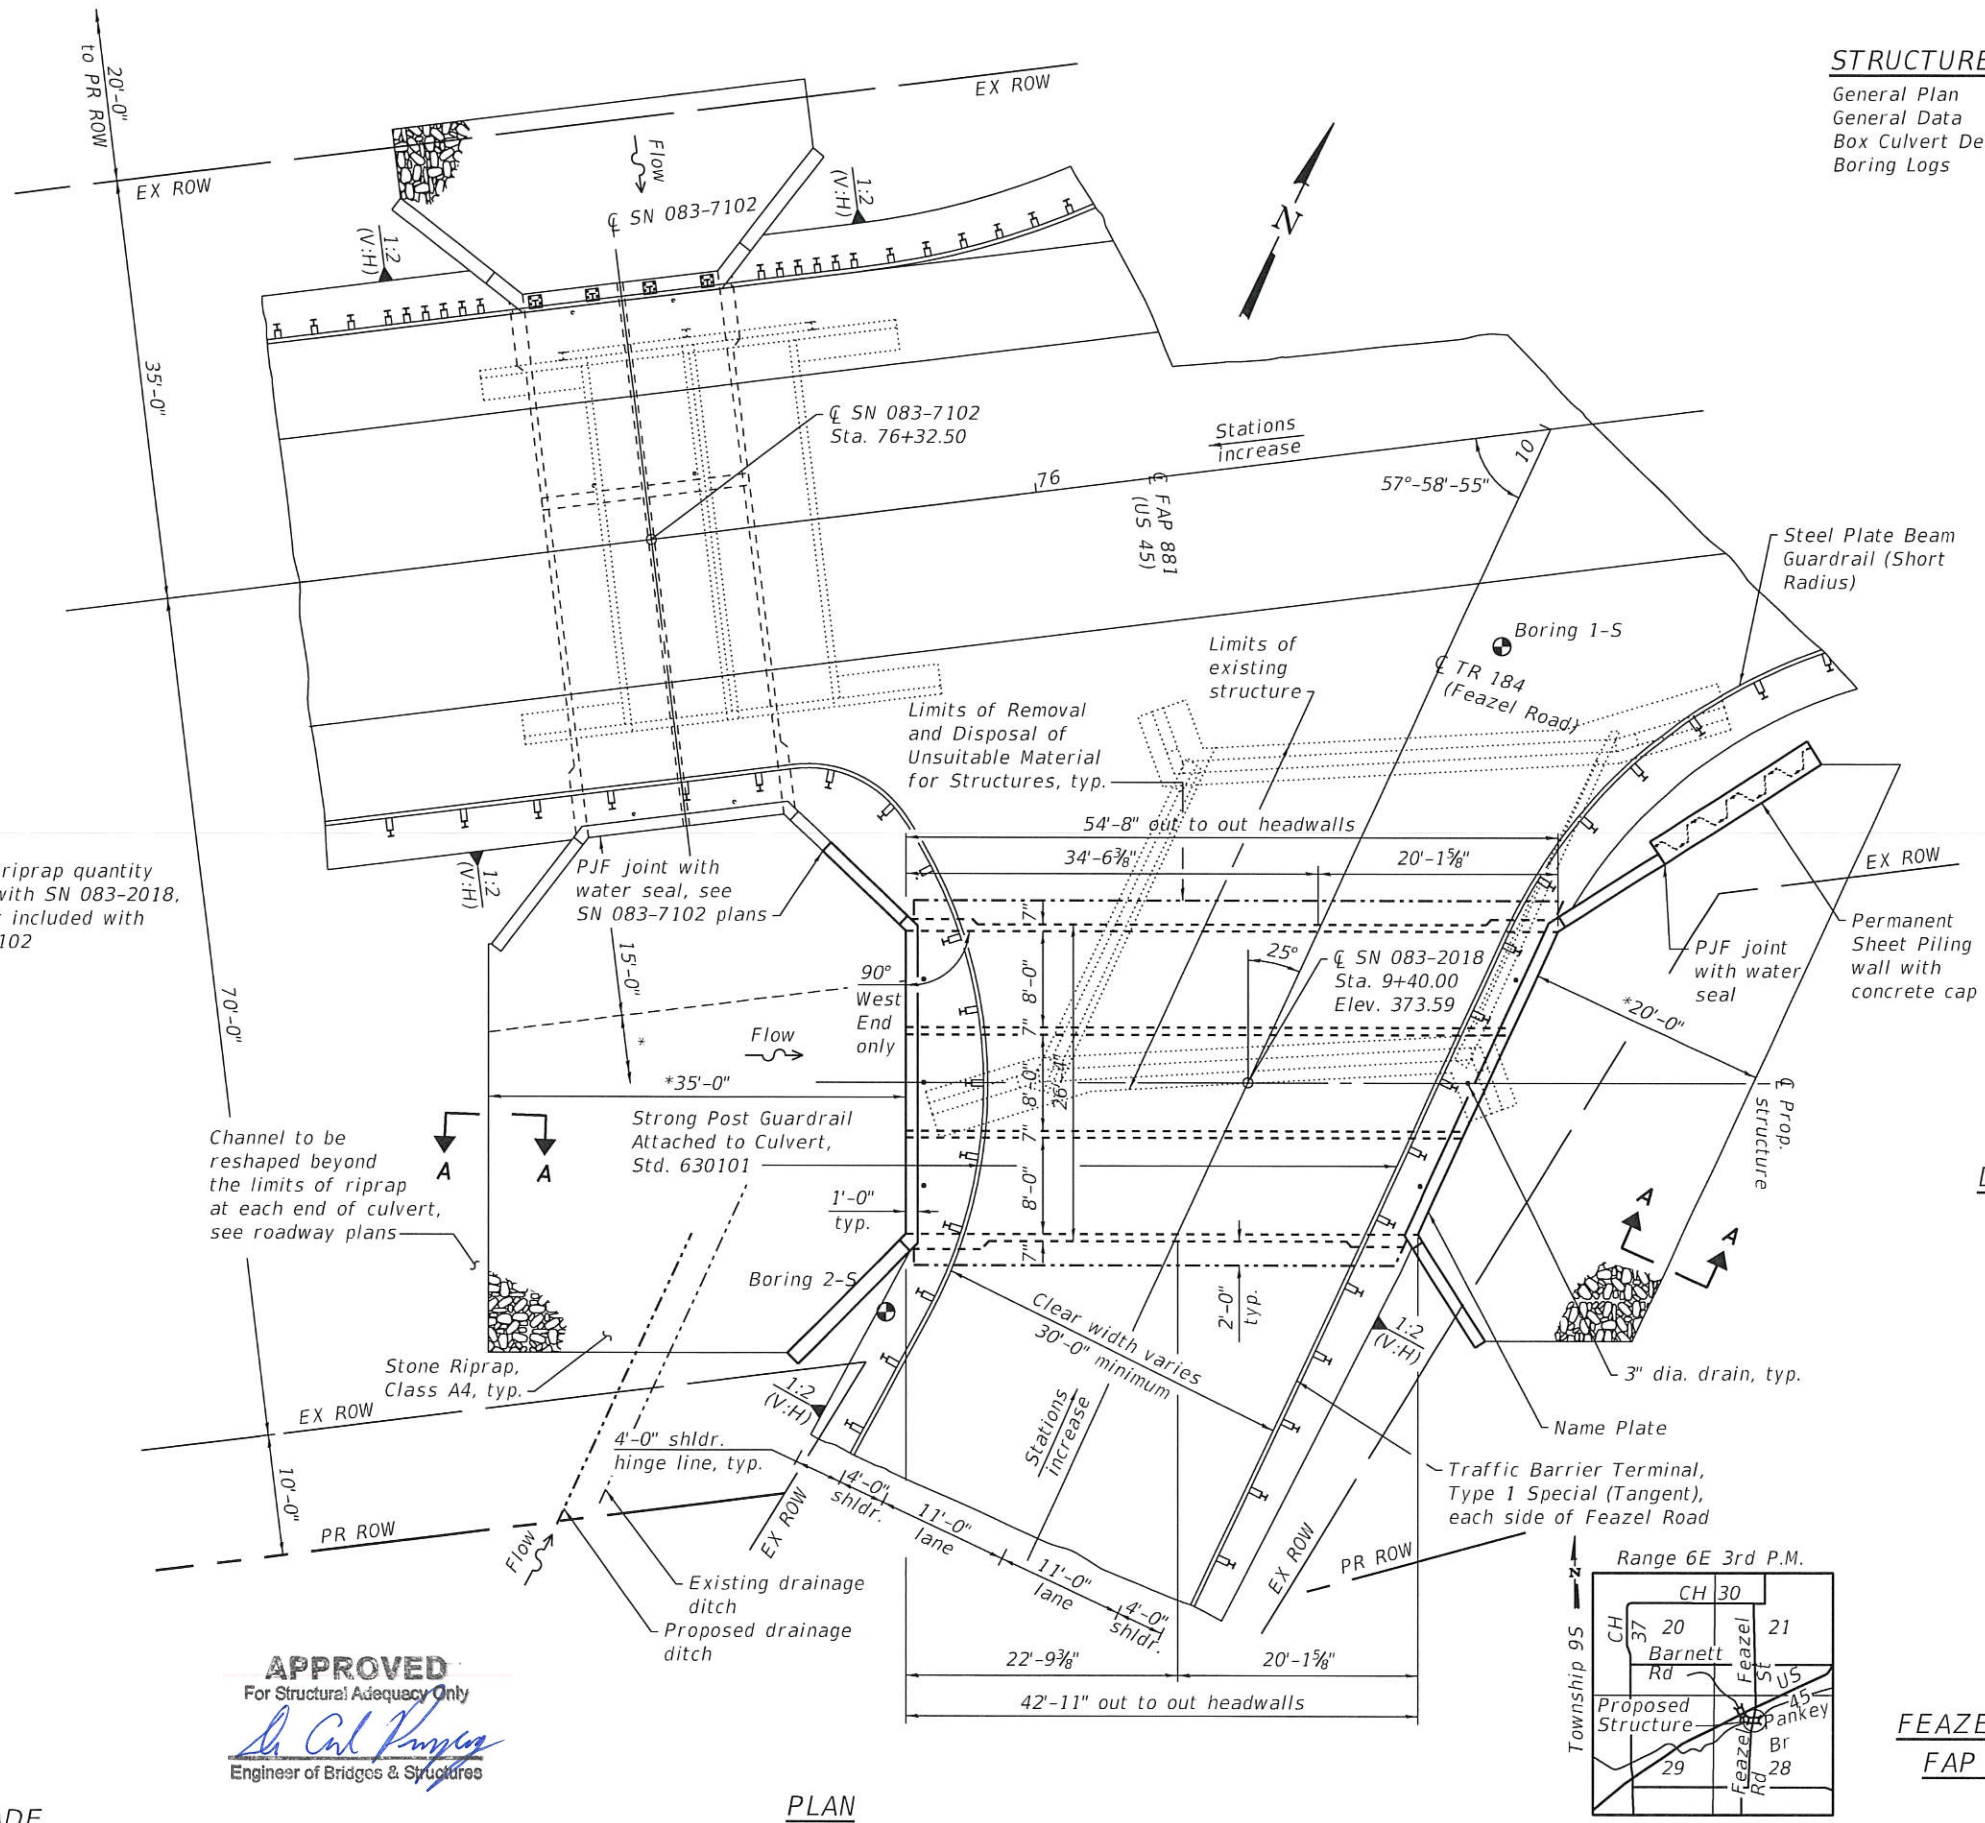 STRUCTURE
General Plan
General Data
Box Culvert De
Boring Logs
20'-0"
to PR ROW
EX ROW
EX ROW
Flow
℄ SN 083-7102
1:2
(V:H)
1:2
(V:H)
N
35'-0"
℄ SN 083-7102
Sta. 76+32.50
Stations
increase
76
10
57°-58'-55"
℄ FAP 881
(US 45)
Steel Plate Beam
Guardrail (Short
Radius)
Boring 1-S
℄ TR 184
(Feazel Road)
Limits of
existing
structure
Limits of Removal
and Disposal of
Unsuitable Material
for Structures, typ.
54'-8" out to out headwalls
34'-6⅜"
20'-1⅝"
riprap quantity
with SN 083-2018,
t included with
102
1:2
(V:H)
PJF joint with
water seal, see
SN 083-7102 plans
EX ROW
Permanent
Sheet Piling
wall with
concrete cap
PJF joint
with water
seal
15'-0"
*
70'-0"
90°
West
End
only
7"
8'-0"
7"
8'-0"
7"
8'-0"
7"
26'-4"
25°
℄ SN 083-2018
Sta. 9+40.00
Elev. 373.59
*20'-0"
Flow
*35'-0"
℄ Prop.
structure
Strong Post Guardrail
Attached to Culvert,
Std. 630101
Channel to be
reshaped beyond
the limits of riprap
at each end of culvert,
see roadway plans
A
A
A
A
1'-0"
typ.
Boring 2-S
2'-0"
typ.
Clear width varies
30'-0" minimum
1:2
(V:H)
Stone Riprap,
Class A4, typ.
3" dia. drain, typ.
1:2
(V:H)
EX ROW
Name Plate
4'-0" shldr.
hinge line, typ.
Stations
increase
Traffic Barrier Terminal,
Type 1 Special (Tangent),
each side of Feazel Road
10'-0"
4'-0"
shldr.
11'-0"
lane
11'-0"
lane
4'-0"
shldr.
PR ROW
Flow
EX ROW
EX ROW
PR ROW
Existing drainage
ditch
Proposed drainage
ditch
22'-9⅜"
20'-1⅝"
42'-11" out to out headwalls
N
Range 6E 3rd P.M.
Township 9S
CH 30
CH
37
20
21
Barnett
Rd
Feazel
St
US
45
Proposed
Structure
Pankey
Br
29
Feazel
Rd
28
APPROVED
For Structural Adequacy Only
Engineer of Bridges & Structures
PLAN
FEAZE
FAP
ADE